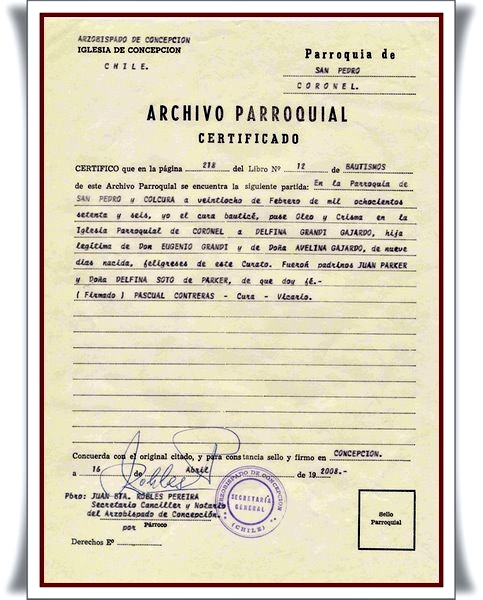 ARZOBISPADO DE CONCEPCION
IGLESIA DE CONCEPCION
CHILE.
Parroquia de
SAN PEDRO
CORONEL.
ARCHIVO PARROQUIAL
CERTIFICADO
CERTIFICO que en la página 218 del Libro Nº 12 de BAUTISMOS
de este Archivo Parroquial se encuentra la siguiente partida: En la Parroquia de
SAN PEDRO y COLCURA a veintiocho de Febrero de mil ochocientos
setenta y seis, yo el cura bauticé, puse Oleo y Crisma en la
Iglesia Parroquial de CORONEL a DELFINA GRANDI GAJARDO, hija
legítima de Don EUGENIO GRANDI y de Doña AVELINA GAJARDO, de nueve
días nacida, feligreses de este Curato. Fueron padrinos JUAN PARKER
y Doña DELFINA SOTO de PARKER, de que doy fé.-
( Firmado ) PASCUAL CONTRERAS - Cura - Vicario.
Concuerda con el original citado, y para constancia sello y firmo en CONCEPCION.
a 16 de Abril de 192008.-
Robles P
Pbro: JUAN BTA. ROBLES PEREIRA
Secretario Canciller y Notario
del Arzobispado de Concepción.
Párroco
por
Derechos Eº
ARZOBISPADO DE CONCEPCION
SECRETARÍA
GENERAL
(CHILE)
Sello
Parroquial